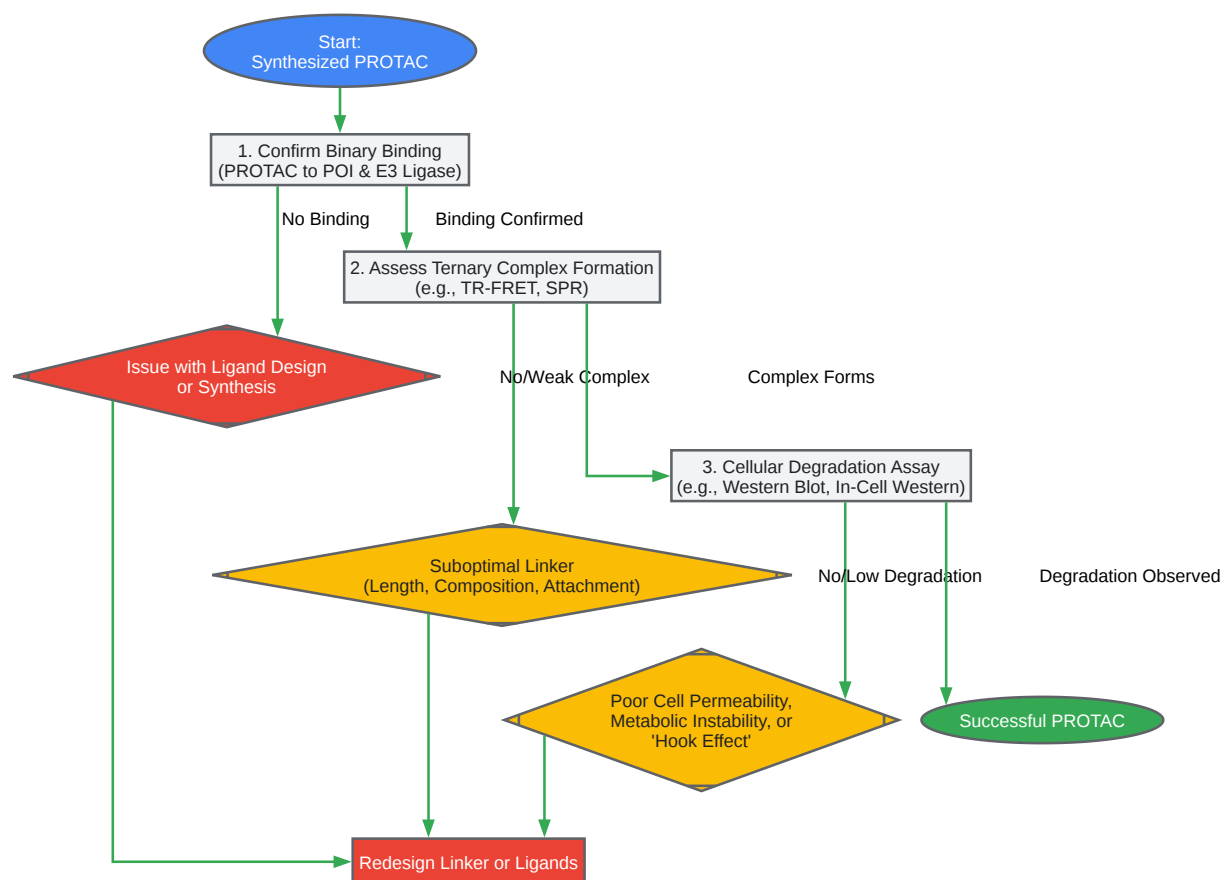 Start:
Synthesized PROTAC
1. Confirm Binary Binding
(PROTAC to POI & E3 Ligase)
No Binding
Binding Confirmed
2. Assess Ternary Complex Formation
(e.g., TR-FRET, SPR)
Issue with Ligand Design
or Synthesis
No/Weak Complex
Complex Forms
3. Cellular Degradation Assay
(e.g., Western Blot, In-Cell Western)
Suboptimal Linker
(Length, Composition, Attachment)
No/Low Degradation
Degradation Observed
Poor Cell Permeability,
Metabolic Instability, or
'Hook Effect'
Successful PROTAC
Redesign Linker or Ligands